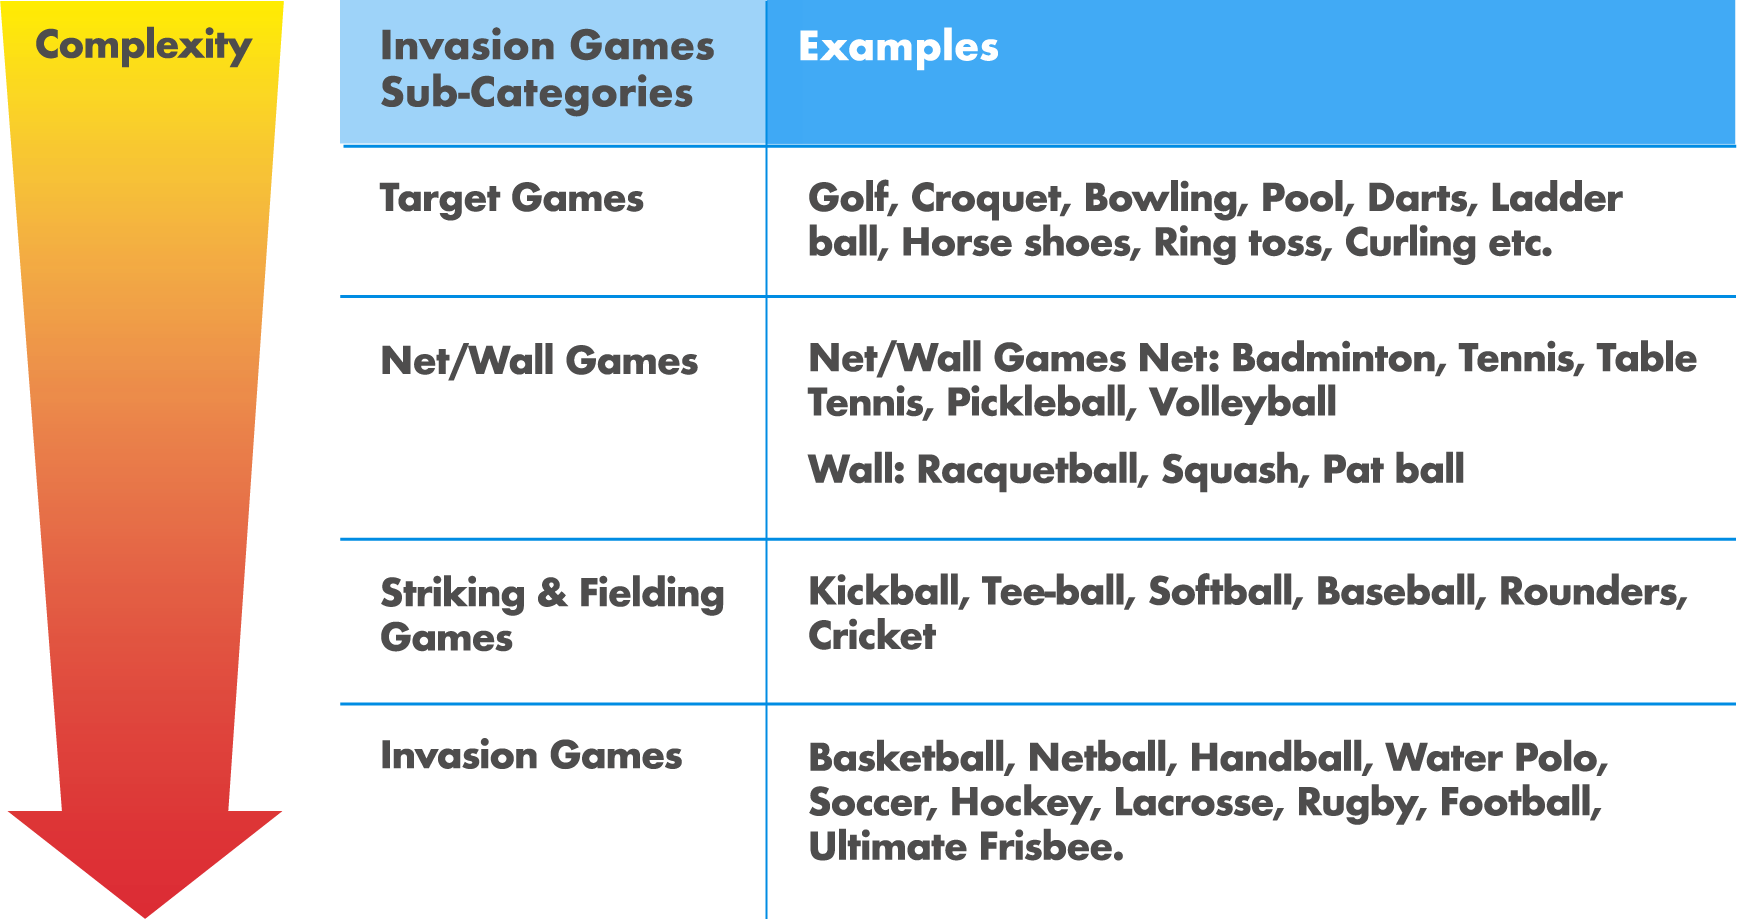 Complexity
Invasion Games
Sub-Categories
Examples
Target Games
Golf, Croquet, Bowling, Pool, Darts, Ladder
ball, Horse shoes, Ring toss, Curling etc.
Net/Wall Games
Net/Wall Games Net: Badminton, Tennis, Table
Tennis, Pickleball, Volleyball
Wall: Racquetball, Squash, Pat ball
Striking & Fielding
Games
Kickball, Tee-ball, Softball, Baseball, Rounders,
Cricket
Invasion Games
Basketball, Netball, Handball, Water Polo,
Soccer, Hockey, Lacrosse, Rugby, Football,
Ultimate Frisbee.